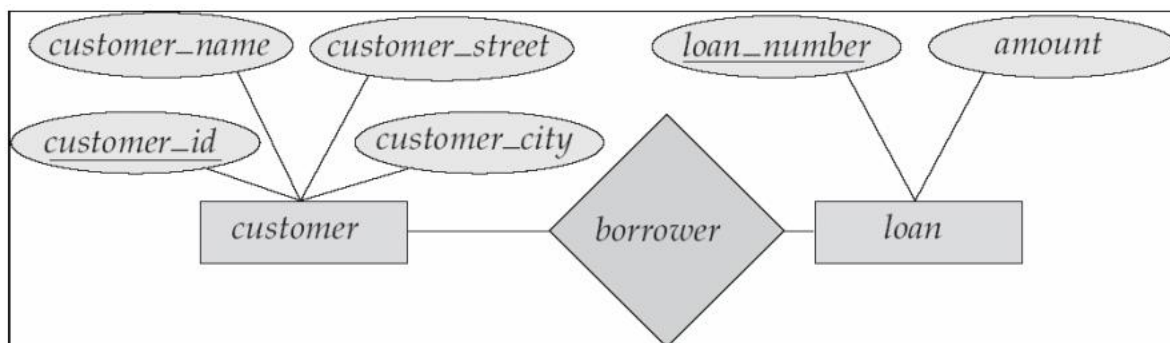 customer_name
customer_street
loan_number
amount
customer_id
customer_city
customer
borrower
loan